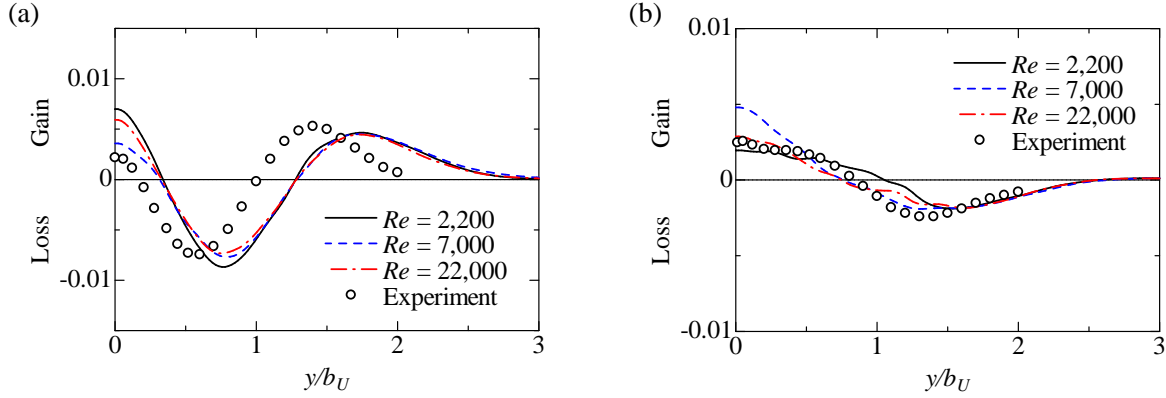 (a)
Gain
Loss
0.01
0
-0.01
Re = 2,200
Re = 7,000
Re = 22,000
Experiment
0
1
2
3
y/b_U
(b)
Gain
Loss
0.01
0
-0.01
Re = 2,200
Re = 7,000
Re = 22,000
Experiment
0
1
2
3
y/b_U